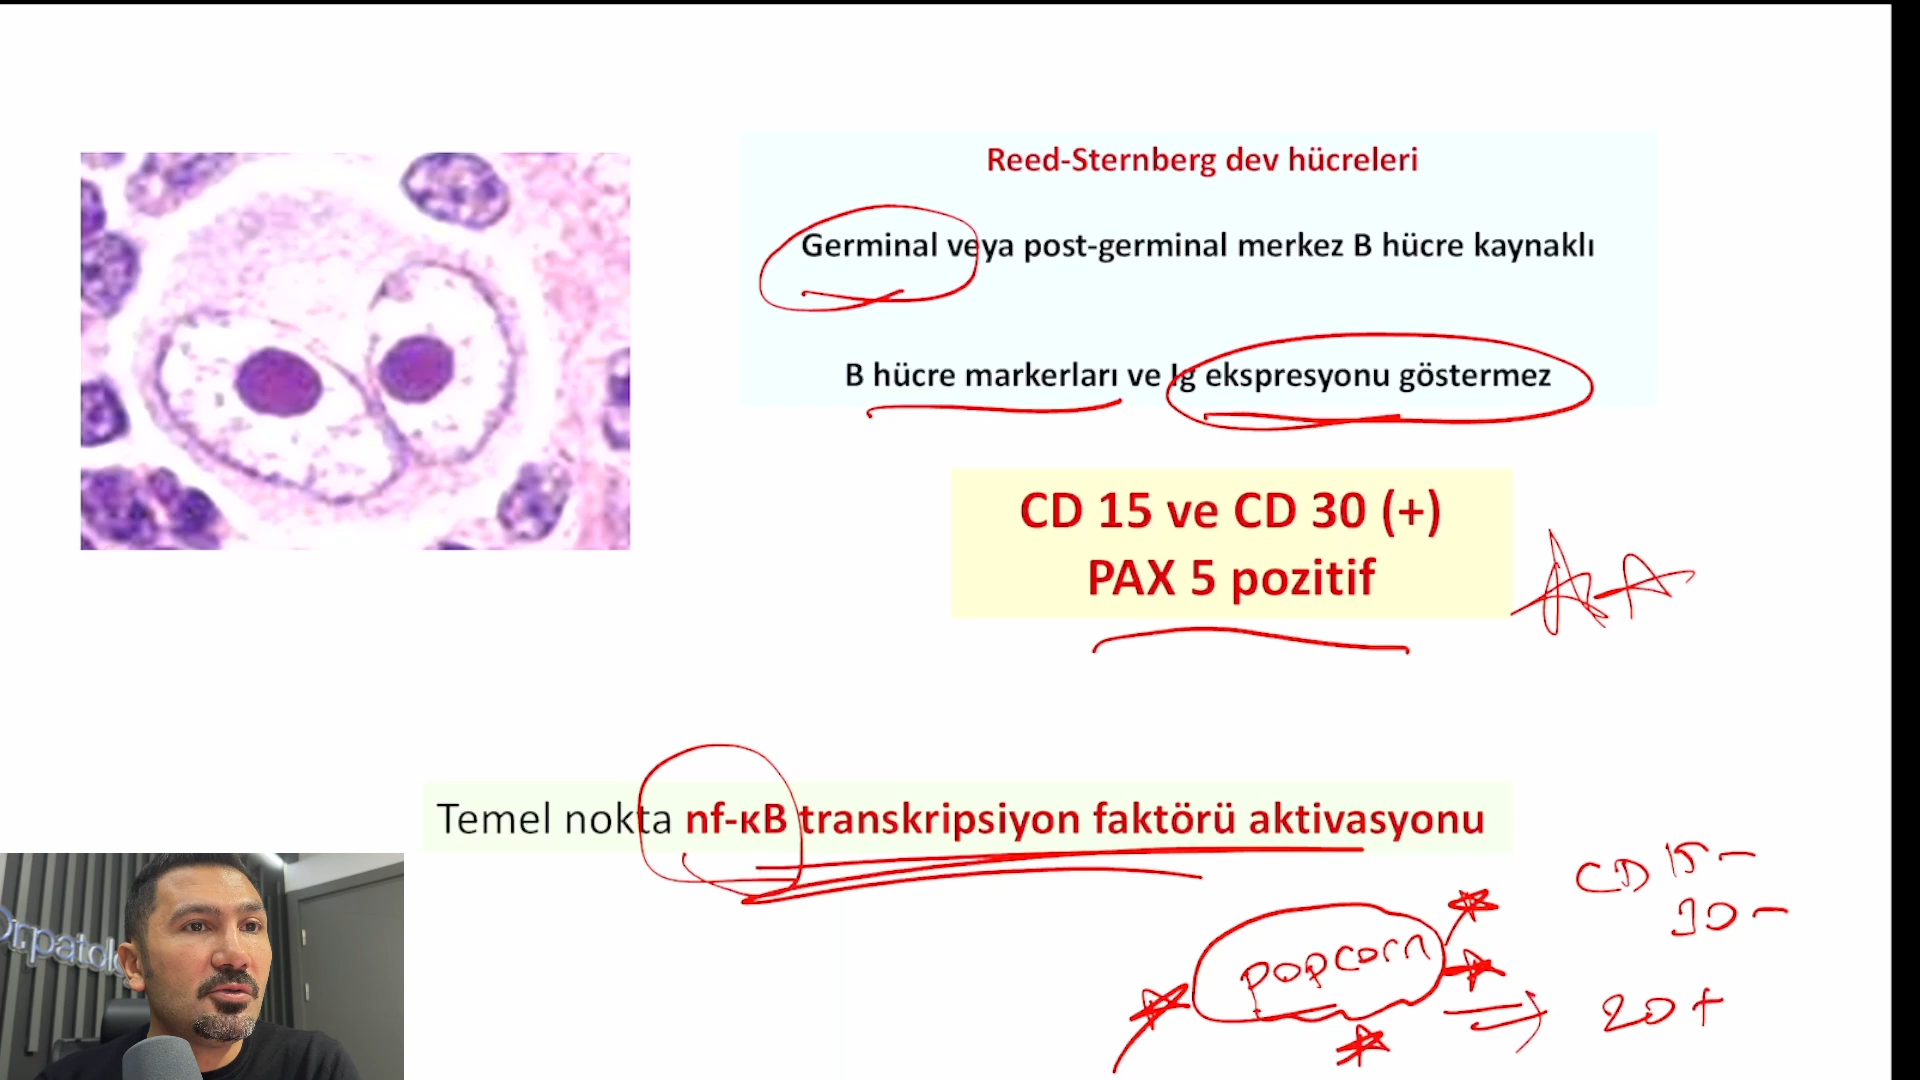 Reed-Sternberg dev hücreleri
Germinal veya post-germinal merkez B hücre kaynaklı
B hücre markerları ve Ig ekspresyonu göstermez
CD 15 ve CD 30 (+)
PAX 5 pozitif
Temel nokta nf-κB transkripsiyon faktörü aktivasyonu
CD 15 -
30 -
popcorn
20 +
Drpatolo